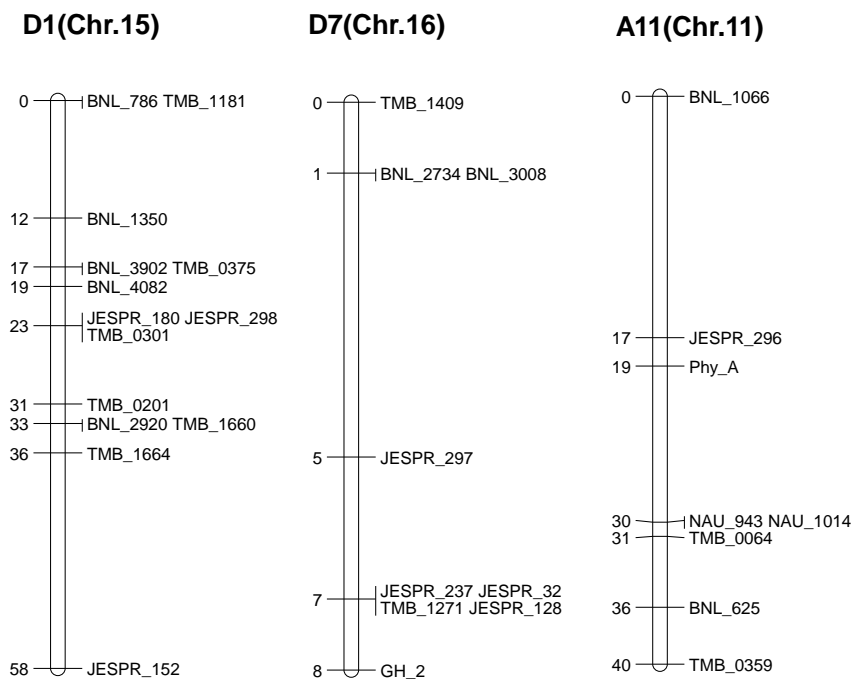 D1(Chr.15)
0 BNL_786 TMB_1181
12 BNL_1350
17 BNL_3902 TMB_0375
19 BNL_4082
23 JESPR_180 JESPR_298
TMB_0301
31 TMB_0201
33 BNL_2920 TMB_1660
36 TMB_1664
58 JESPR_152
D7(Chr.16)
0 TMB_1409
1 BNL_2734 BNL_3008
5 JESPR_297
7 JESPR_237 JESPR_32
TMB_1271 JESPR_128
8 GH_2
A11(Chr.11)
0 BNL_1066
17 JESPR_296
19 Phy_A
30 NAU_943 NAU_1014
31 TMB_0064
36 BNL_625
40 TMB_0359